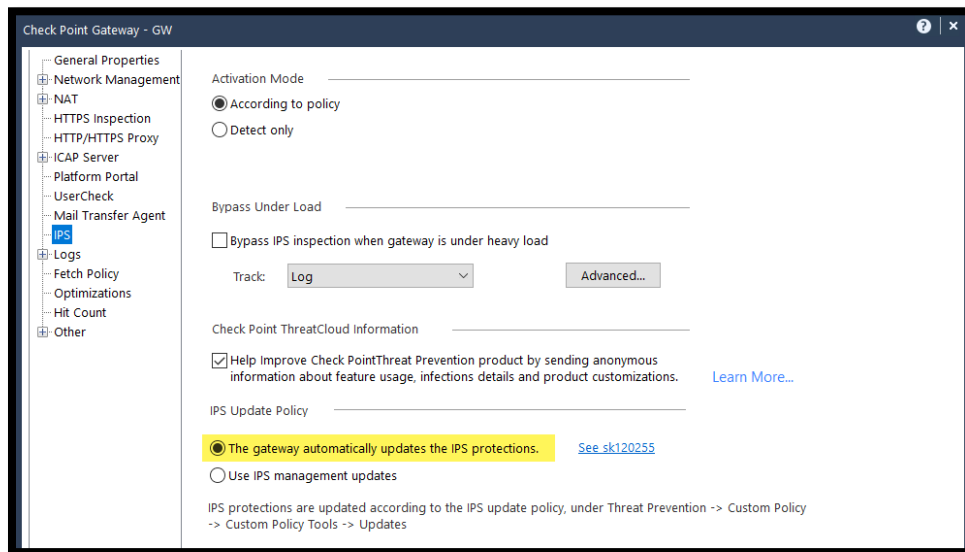 Check Point Gateway - GW
General Properties
Network Management
NAT
HTTPS Inspection
HTTP/HTTPS Proxy
ICAP Server
Platform Portal
UserCheck
Mail Transfer Agent
IPS
Logs
Fetch Policy
Optimizations
Hit Count
Other
Activation Mode
According to policy
Detect only
Bypass Under Load
Bypass IPS inspection when gateway is under heavy load
Track: Log Advanced...
Check Point ThreatCloud Information
Help Improve Check PointThreat Prevention product by sending anonymous
information about feature usage, infections details and product customizations. Learn More...
IPS Update Policy
The gateway automatically updates the IPS protections. See sk120255
Use IPS management updates
IPS protections are updated according to the IPS update policy, under Threat Prevention -> Custom Policy
-> Custom Policy Tools -> Updates